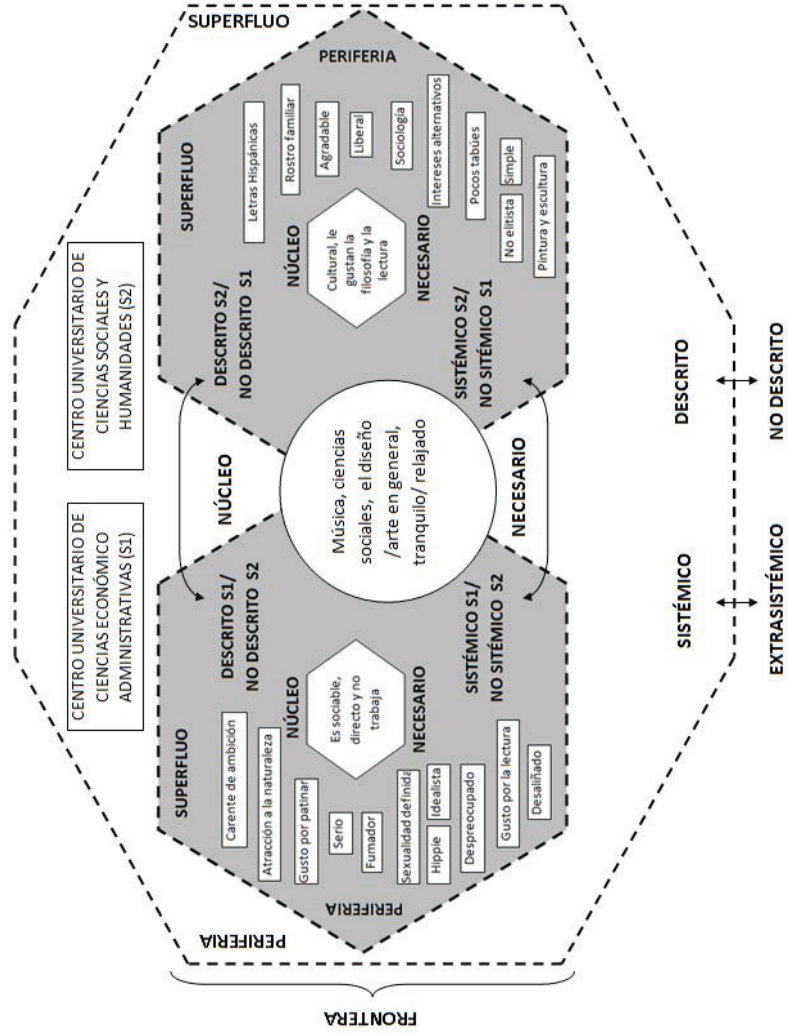 CENTRO UNIVERSITARIO DE
CIENCIAS ECONÓMICO
ADMINISTRATIVAS (S1)
CENTRO UNIVERSITARIO DE
CIENCIAS SOCIALES Y
HUMANIDADES (S2)
SUPERFLUO
PERIFERIA
FRONTERA
NÚCLEO
Música, ciencias
sociales, el diseño
/arte en general,
tranquilo/ relajado
NECESARIO
SUPERFLUO
DESCRITO S1/
NO DESCRITO S2
Carente de ambición
Atracción a la naturaleza
Gusto por patinar
Serio
Fumador
Sexualidad definida
Hippie
Idealista
Despreocupado
Gusto por la lectura
Desaliñado
PERIFERIA
NÚCLEO
Es sociable,
directo y no
trabaja
NECESARIO
SISTÉMICO S1/
NO SITÉMICO S2
SUPERFLUO
DESCRITO S2/
NO DESCRITO S1
NÚCLEO
Cultural, le
gustan la
filosofía y la
lectura
NECESARIO
SISTÉMICO S2/
NO SITÉMICO S1
Letras Hispánicas
Rostro familiar
Agradable
Liberal
Sociología
Intereses alternativos
Pocos tabúes
No elitista
Simple
Pintura y escultura
PERIFERIA
SISTÉMICO
EXTRASISTÉMICO
DESCRITO
NO DESCRITO